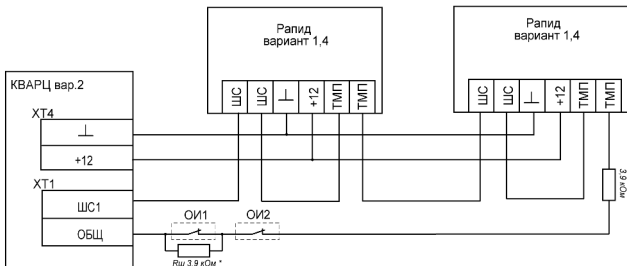 Рапид
вариант 1,4
ШС ШС ⊥ +12 ТМП ТМП
Рапид
вариант 1,4
ШС ШС ⊥ +12 ТМП ТМП
КВАРЦ вар.2
ХТ4
⊥
+12
ХТ1
ШС1
ОБЩ
ОИ1
ОИ2
Rш 3,9 кОм *
3,9 кОм